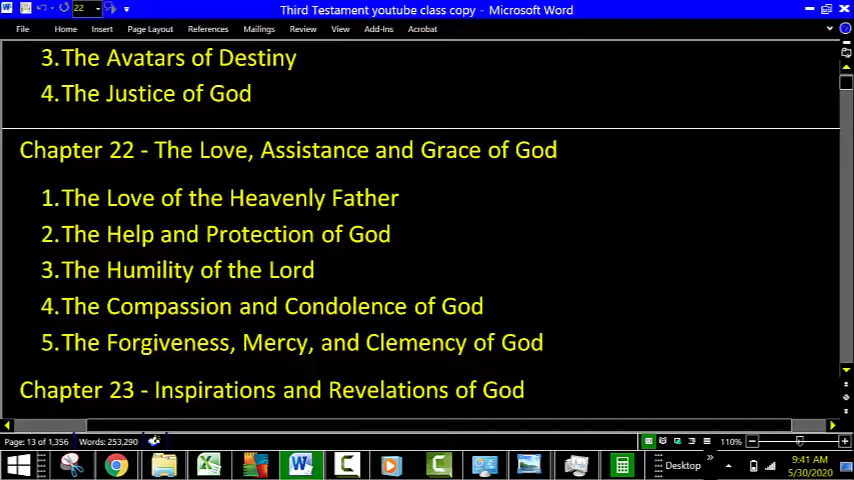 22
Third Testament youtube class copy - Microsoft Word
File Home Insert Page Layout References Mailings Review View Add-Ins Acrobat
3.The Avatars of Destiny
4.The Justice of God
Chapter 22 - The Love, Assistance and Grace of God
1.The Love of the Heavenly Father
2.The Help and Protection of God
3.The Humility of the Lord
4.The Compassion and Condolence of God
5.The Forgiveness, Mercy, and Clemency of God
Chapter 23 - Inspirations and Revelations of God
Page: 13 of 1,356 Words: 253,290 110%
Desktop
9:41 AM
5/30/2020